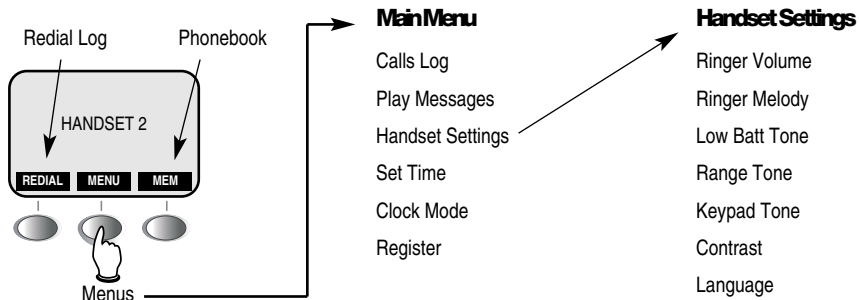 Redial Log
Phonebook
HANDSET 2
REDIAL
MENU
MEM
Menus
Main Menu
Calls Log
Play Messages
Handset Settings
Set Time
Clock Mode
Register
Handset Settings
Ringer Volume
Ringer Melody
Low Batt Tone
Range Tone
Keypad Tone
Contrast
Language